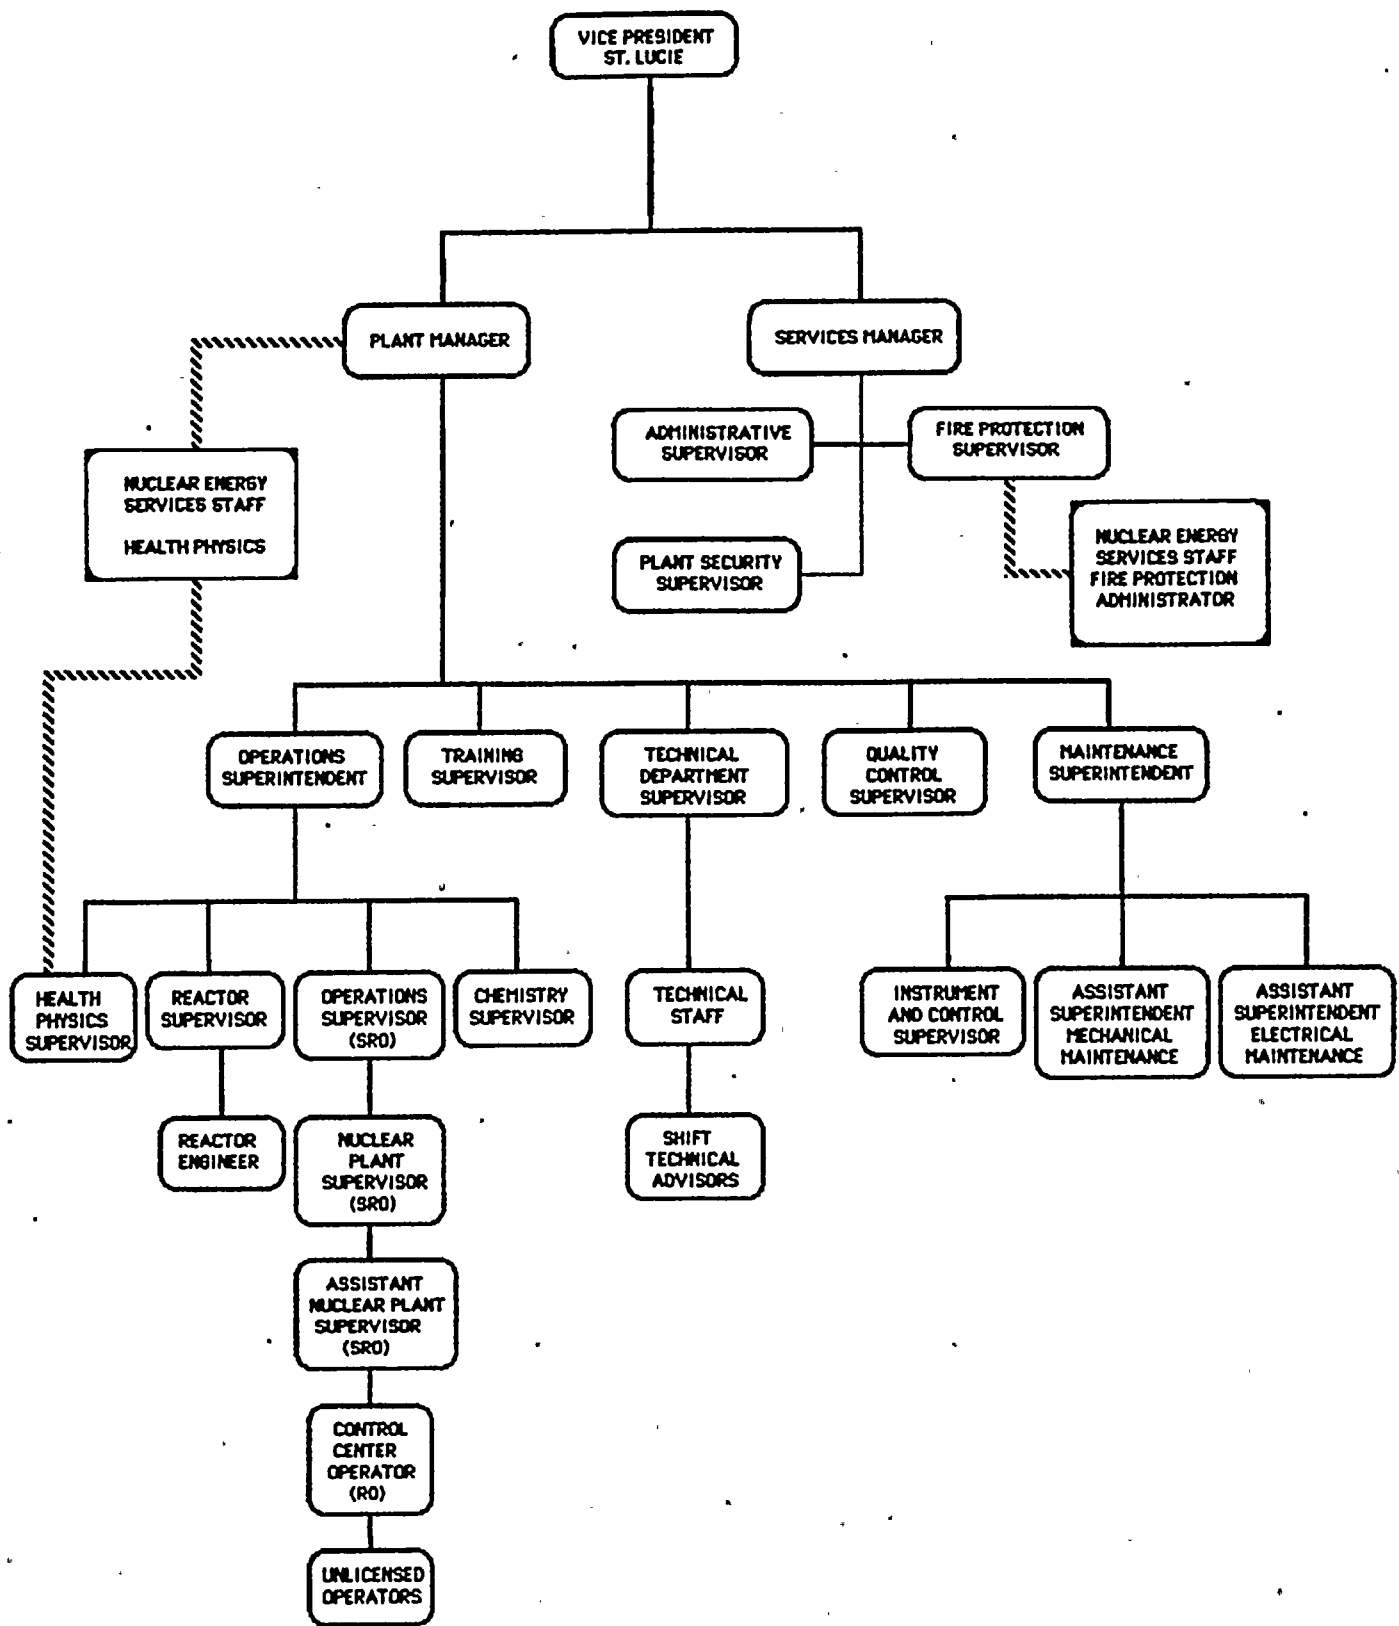 VICE PRESIDENT
ST. LUCIE
PLANT MANAGER
SERVICES MANAGER
ADMINISTRATIVE
SUPERVISOR
FIRE PROTECTION
SUPERVISOR
NUCLEAR ENERGY
SERVICES STAFF
HEALTH PHYSICS
PLANT SECURITY
SUPERVISOR
NUCLEAR ENERGY
SERVICES STAFF
FIRE PROTECTION
ADMINISTRATOR
OPERATIONS
SUPERINTENDENT
TRAINING
SUPERVISOR
TECHNICAL
DEPARTMENT
SUPERVISOR
QUALITY
CONTROL
SUPERVISOR
MAINTENANCE
SUPERINTENDENT
HEALTH
PHYSICS
SUPERVISOR
REACTOR
SUPERVISOR
OPERATIONS
SUPERVISOR
(SRO)
CHEMISTRY
SUPERVISOR
TECHNICAL
STAFF
INSTRUMENT
AND CONTROL
SUPERVISOR
ASSISTANT
SUPERINTENDENT
MECHANICAL
MAINTENANCE
ASSISTANT
SUPERINTENDENT
ELECTRICAL
MAINTENANCE
REACTOR
ENGINEER
NUCLEAR
PLANT
SUPERVISOR
(SRO)
SHIFT
TECHNICAL
ADVISORS
ASSISTANT
NUCLEAR PLANT
SUPERVISOR
(SRO)
CONTROL
CENTER
OPERATOR
(RO)
UNLICENSED
OPERATORS